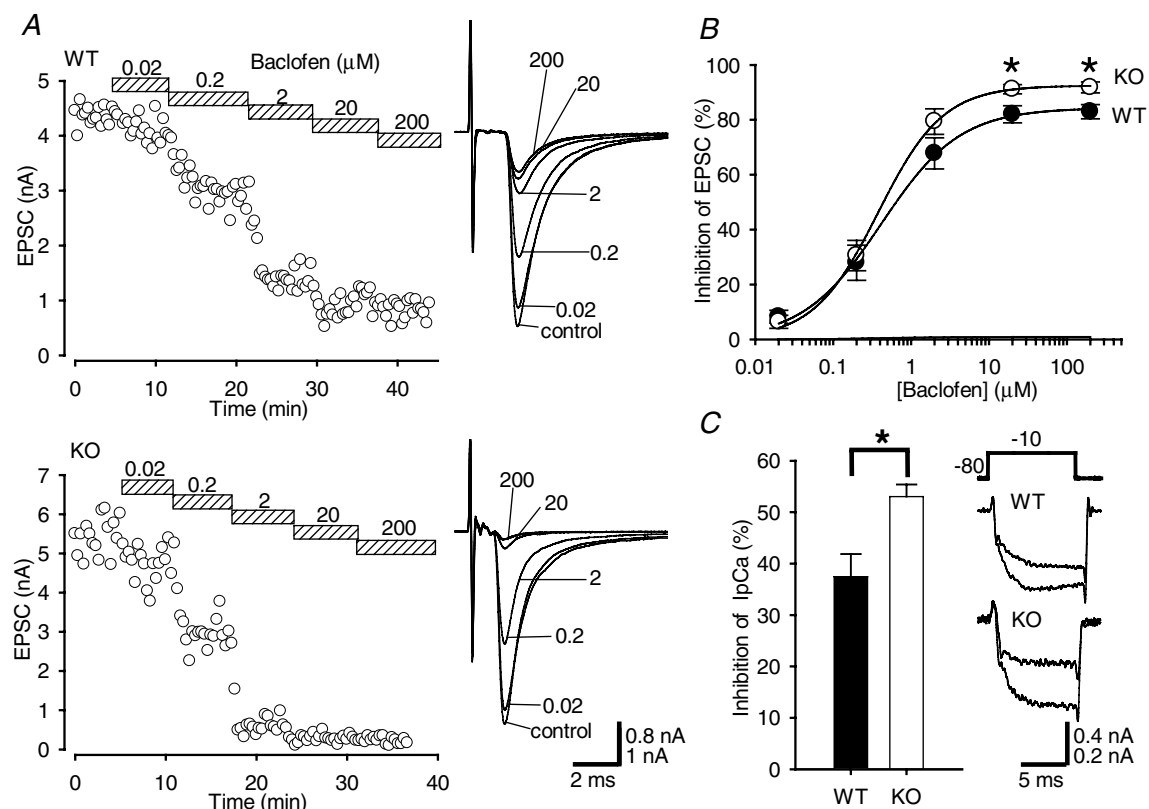 A
WT
Baclofen (μM)
0.02
0.2
2
20
200
5
4
3
2
1
0
EPSC (nA)
0
10
20
30
40
Time (min)
200
20
2
0.2
0.02
control
KO
0.02
0.2
2
20
200
7
6
5
4
3
2
1
0
EPSC (nA)
0
10
20
30
40
Time (min)
200
20
2
0.2
0.02
control
0.8 nA
1 nA
2 ms
B
100
80
60
40
20
0
Inhibition of EPSC (%)
* *
KO
WT
0.01
0.1
1
10
100
[Baclofen] (μM)
C
60
50
40
30
20
10
0
Inhibition of IpCa (%)
*
WT
KO
-10
-80
WT
KO
0.4 nA
0.2 nA
5 ms